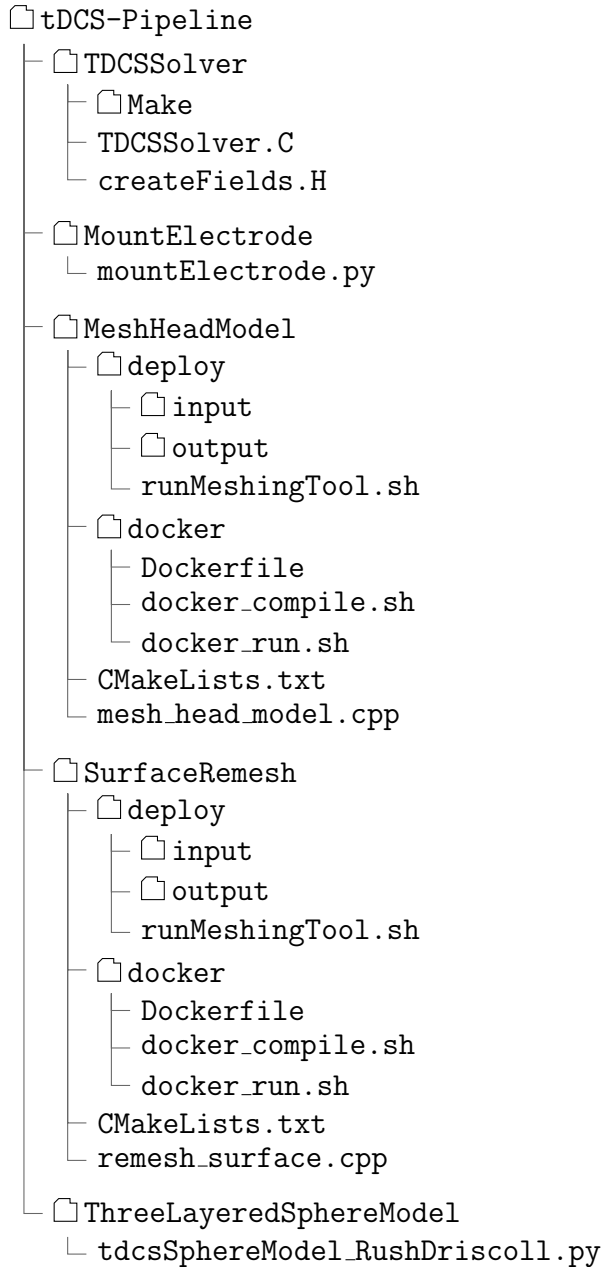 tDCS-Pipeline
TDCSSolver
Make
TDCSSolver.C
createFields.H
MountElectrode
mountElectrode.py
MeshHeadModel
deploy
input
output
runMeshingTool.sh
docker
Dockerfile
docker_compile.sh
docker_run.sh
CMakeLists.txt
mesh_head_model.cpp
SurfaceRemesh
deploy
input
output
runMeshingTool.sh
docker
Dockerfile
docker_compile.sh
docker_run.sh
CMakeLists.txt
remesh_surface.cpp
ThreeLayeredSphereModel
tdcsSphereModel_RushDriscoll.py